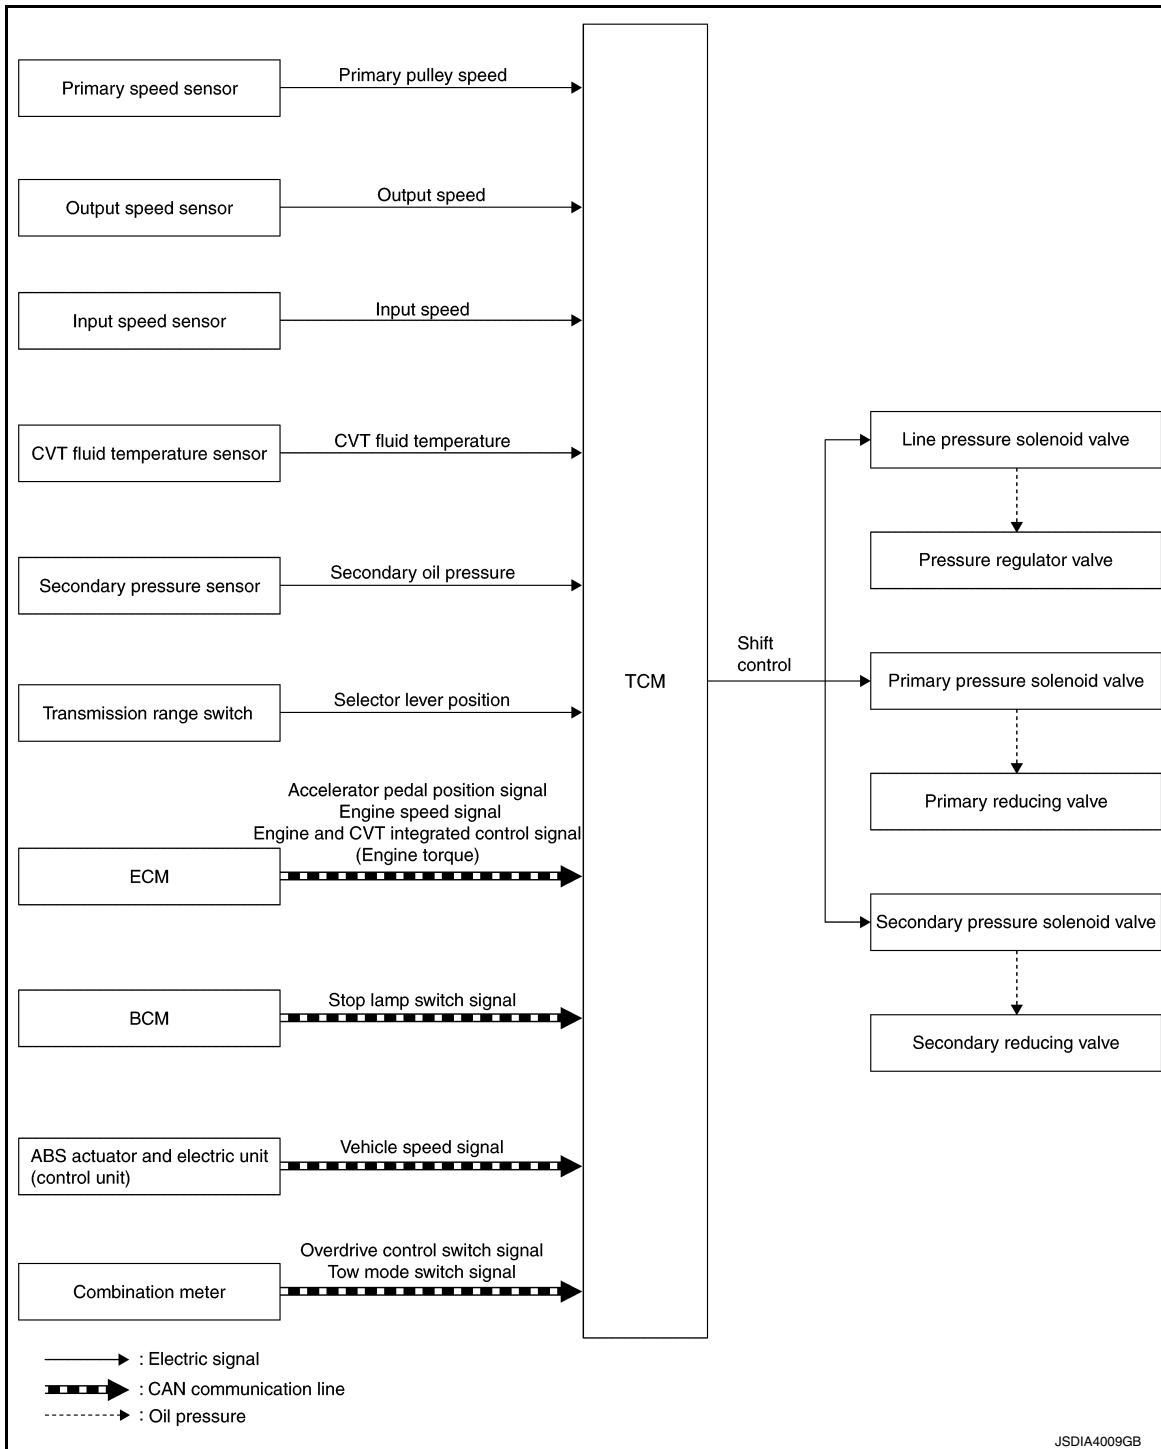 Primary speed sensor
Primary pulley speed
Output speed sensor
Output speed
Input speed sensor
Input speed
CVT fluid temperature sensor
CVT fluid temperature
Secondary pressure sensor
Secondary oil pressure
Transmission range switch
Selector lever position
Accelerator pedal position signal
Engine speed signal
Engine and CVT integrated control signal
(Engine torque)
ECM
BCM
Stop lamp switch signal
ABS actuator and electric unit
(control unit)
Vehicle speed signal
Overdrive control switch signal
Tow mode switch signal
Combination meter
TCM
Shift
control
Line pressure solenoid valve
Pressure regulator valve
Primary pressure solenoid valve
Primary reducing valve
Secondary pressure solenoid valve
Secondary reducing valve
: Electric signal
: CAN communication line
: Oil pressure
JSDIA4009GB